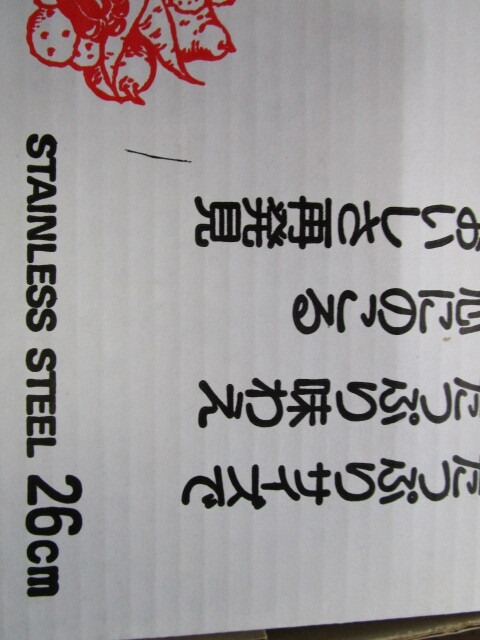 たっぷりサイズで
たっぷり味わえ
心にのこる
おいしさ再発見
STAINLESS STEEL 26cm